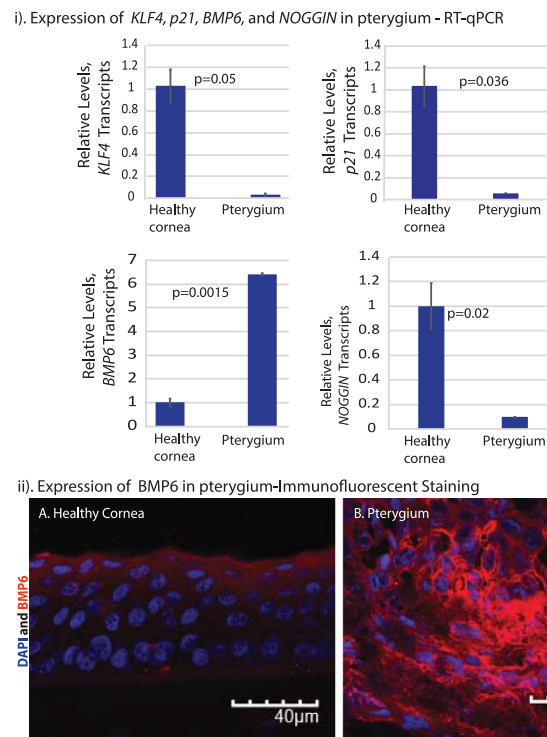 i). Expression of KLF4, p21, BMP6, and NOGGIN in pterygium - RT-qPCR
Relative Levels,
KLF4 Transcripts
1.4
1.2
1
0.8
0.6
0.4
0.2
0
p=0.05
Healthy
cornea
Pterygium
Relative Levels,
p21 Transcripts
1.4
1.2
1
0.8
0.6
0.4
0.2
0
p=0.036
Healthy
cornea
Pterygium
Relative Levels,
BMP6 Transcripts
7
6
5
4
3
2
1
0
p=0.0015
Healthy
cornea
Pterygium
Relative Levels,
NOGGIN Transcripts
1.4
1.2
1
0.8
0.6
0.4
0.2
0
p=0.02
Healthy
cornea
Pterygium
ii). Expression of BMP6 in pterygium-Immunofluorescent Staining
DAPI and BMP6
A. Healthy Cornea
40µm
B. Pterygium